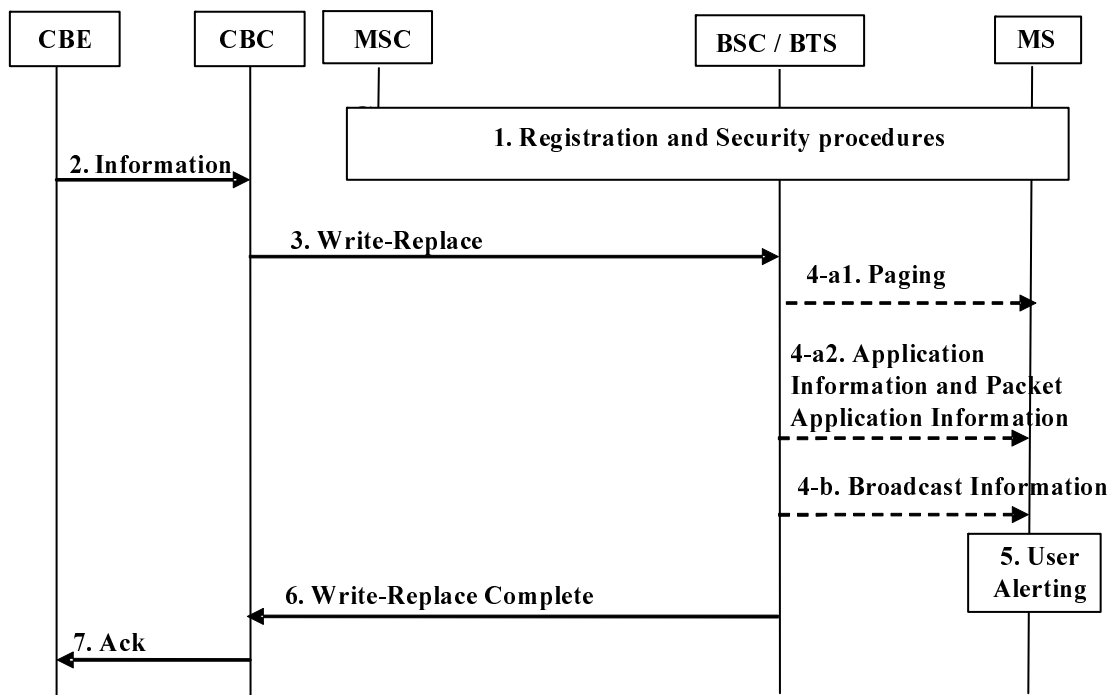 CBE
CBC
MSC
BSC / BTS
MS
1. Registration and Security procedures
2. Information
3. Write-Replace
4-a1. Paging
4-a2. Application
Information and Packet
Application Information
4-b. Broadcast Information
5. User
Alerting
6. Write-Replace Complete
7. Ack